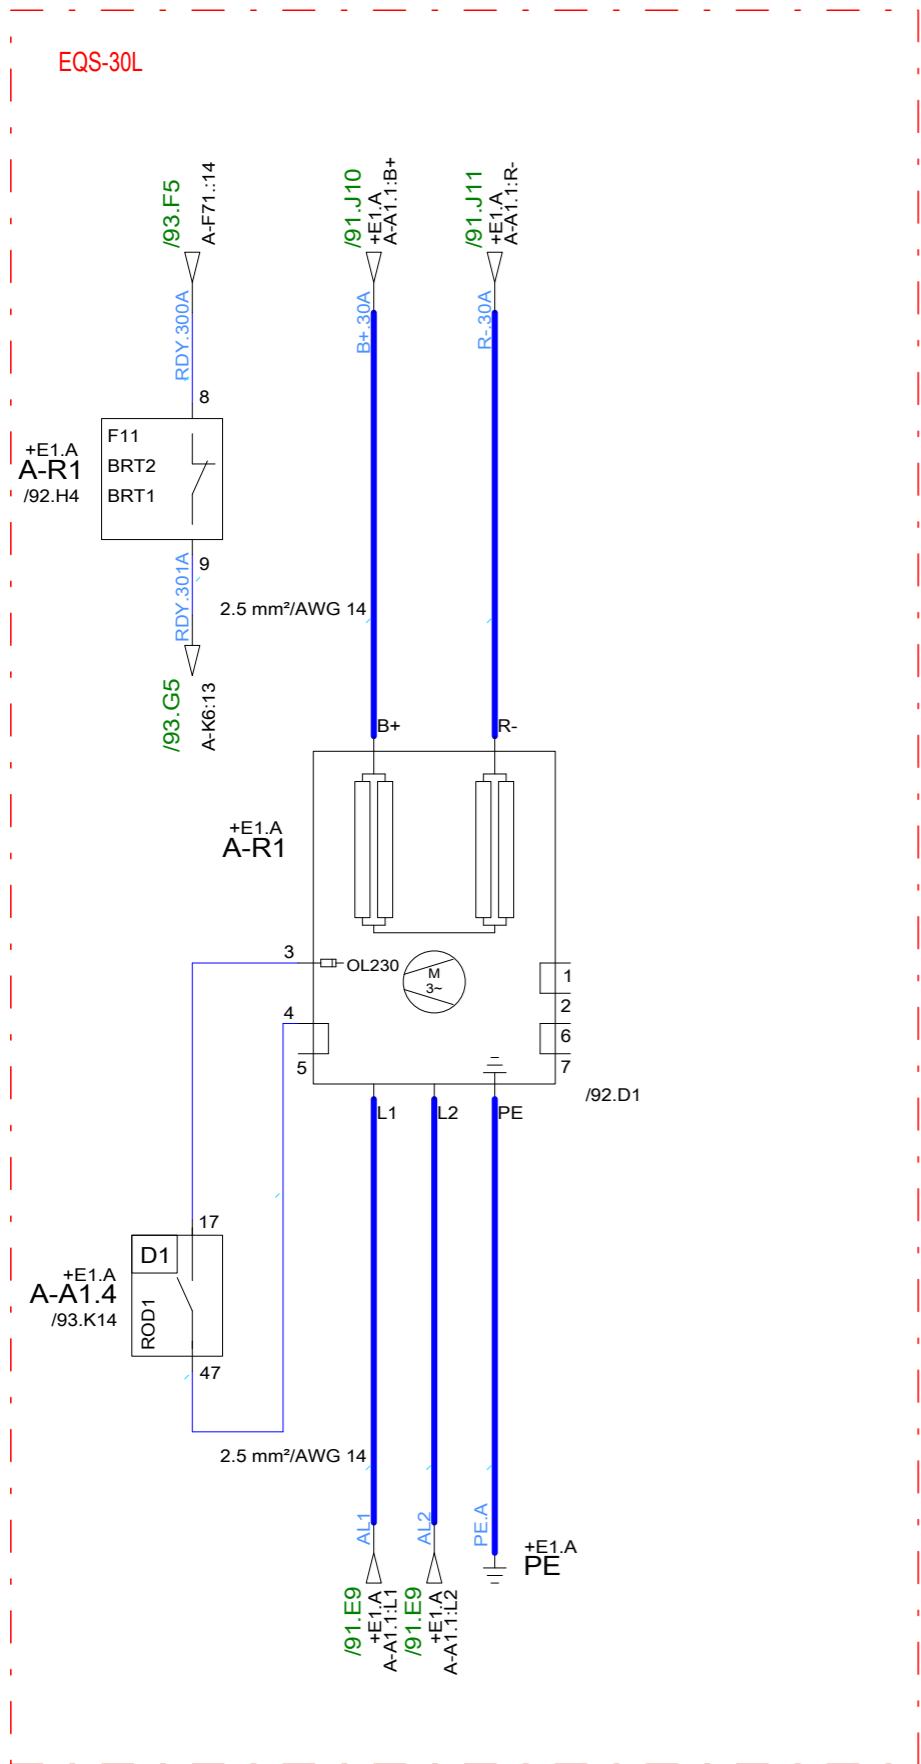 EQS-30L
/93.F5
A-F71.:14
/91.J10
+E1.A
A-A1.1:B+
/91.J11
+E1.A
A-A1.1:R-
RDY.300A
B+.30A
R-.30A
8
+E1.A
A-R1
/92.H4
F11
BRT2
BRT1
9
RDY.301A
2.5 mm²/AWG 14
/93.G5
A-K6:13
B+
R-
+E1.A
A-R1
3
OL230
M
3~
1
2
4
6
5
7
/92.D1
L1
L2
PE
17
+E1.A
A-A1.4
/93.K14
D1
ROD1
47
2.5 mm²/AWG 14
AL1
AL2
PE.A
+E1.A
PE
/91.E9
+E1.A
A-A1.1:L1
/91.E9
+E1.A
A-A1.1:L2